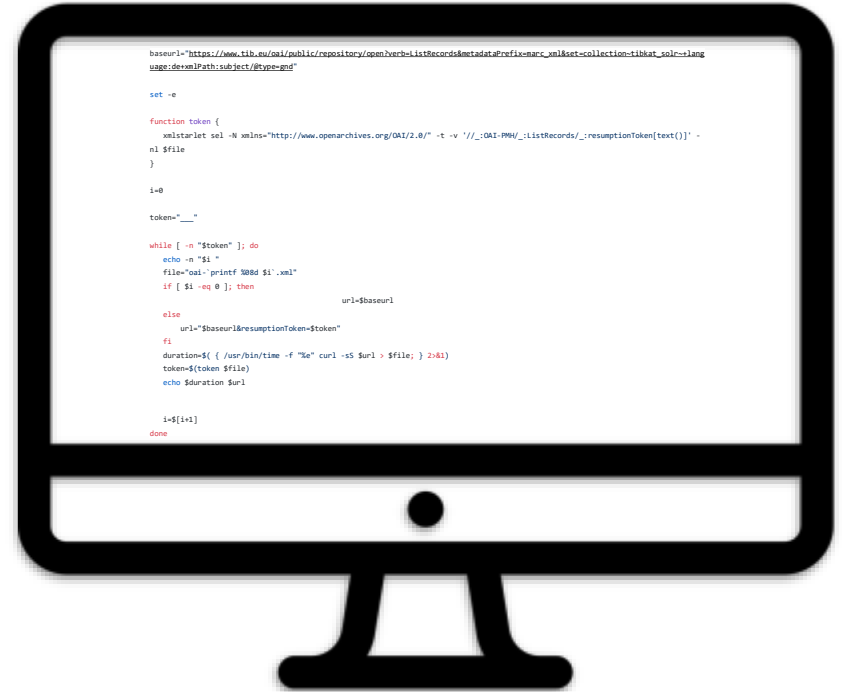 baseurl="https://www.tib.eu/oai/public/repository/open?verb=ListRecords&metadataPrefix=marc_xml&set=collection~tibkat_solr~+lang
uage:de+xmlPath:subject/@type=gnd"
set -e
function token {
xmlstarlet sel -N xmlns="http://www.openarchives.org/OAI/2.0/" -t -v '//_:OAI-PMH/_:ListRecords/_:resumptionToken[text()]' -
nl $file
}
i=0
token="___"
while [ -n "$token" ]; do
echo -n "$i "
file="oai-`printf %08d $i`.xml"
if [ $i -eq 0 ]; then
url=$baseurl
else
url="$baseurl&resumptionToken=$token"
fi
duration=$( { /usr/bin/time -f "%e" curl -sS $url > $file; } 2>&1)
token=$(token $file)
echo $duration $url
i=$[i+1]
done